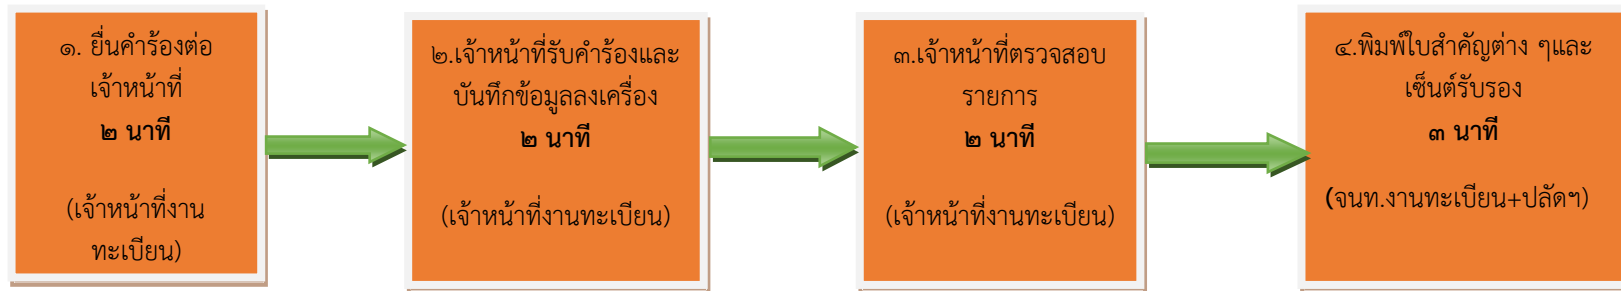 ๑. ยื่นคำร้องต่อ
เจ้าหน้าที่
๒ นาที
(เจ้าหน้าที่งาน
ทะเบียน)
๒.เจ้าหน้าที่รับคำร้องและ
บันทึกข้อมูลลงเครื่อง
๒ นาที
(เจ้าหน้าที่งานทะเบียน)
๓.เจ้าหน้าที่ตรวจสอบ
รายการ
๒ นาที
(เจ้าหน้าที่งานทะเบียน)
๔.พิมพ์ใบสำคัญต่าง ๆและ
เซ็นต์รับรอง
๓ นาที
(จนท.งานทะเบียน+ปลัดฯ)